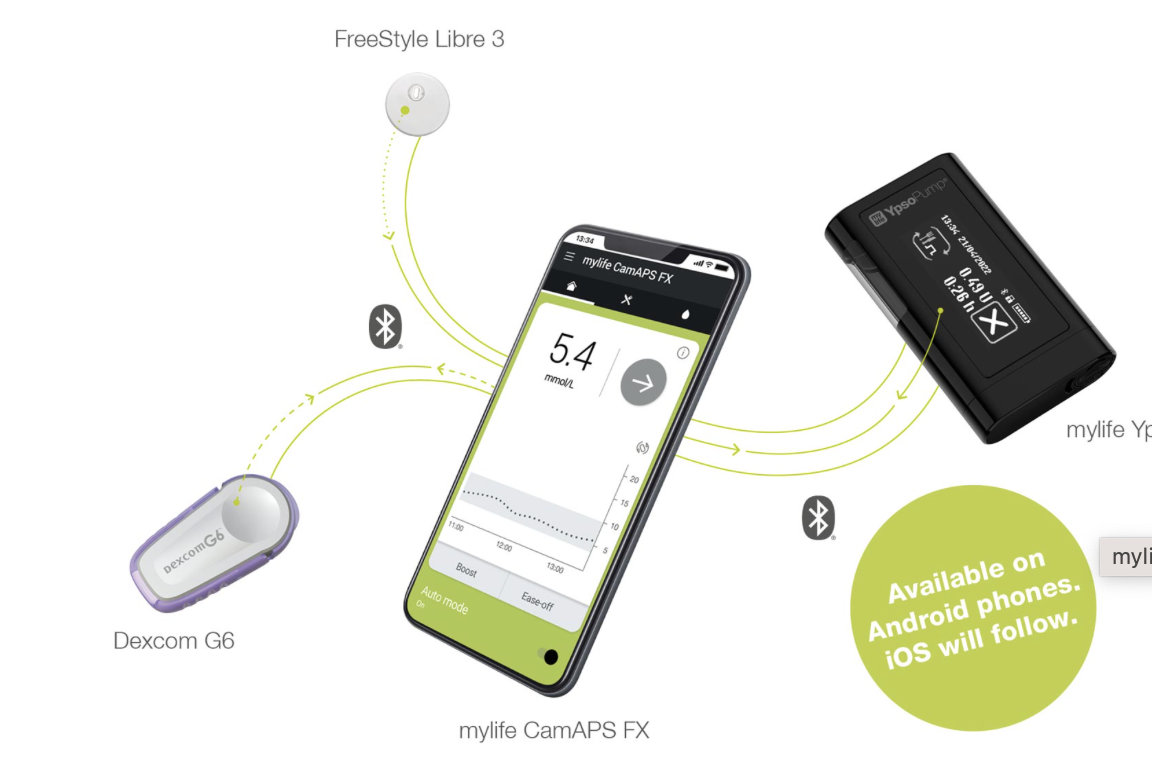 FreeStyle Libre 3
YpsoPump®
13:34 21/04/2022
0.49 U
0:26 h
13:34
mylife CamAPS FX
5.4
mmol/L
20
15
10
5
11:00
12:00
13:00
Boost
Ease-off
Auto mode
On
mylife Yp
DexcomG6
Dexcom G6
Available on
Android phones.
iOS will follow.
myli
mylife CamAPS FX